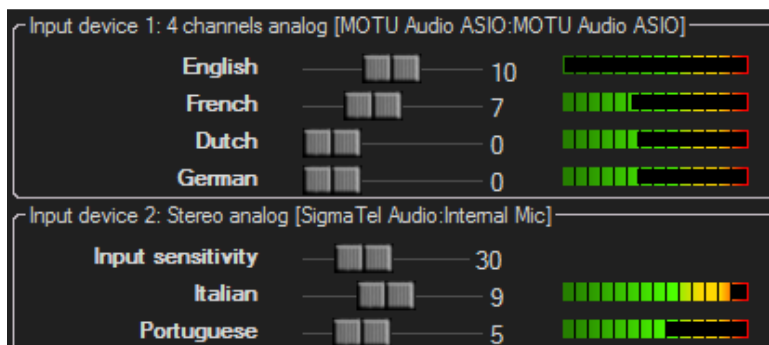 Input device 1: 4 channels analog [MOTU Audio ASIO:MOTU Audio ASIO]
English 10
French 7
Dutch 0
German 0
Input device 2: Stereo analog [SigmaTel Audio:Internal Mic]
Input sensitivity 30
Italian 9
Portuguese 5